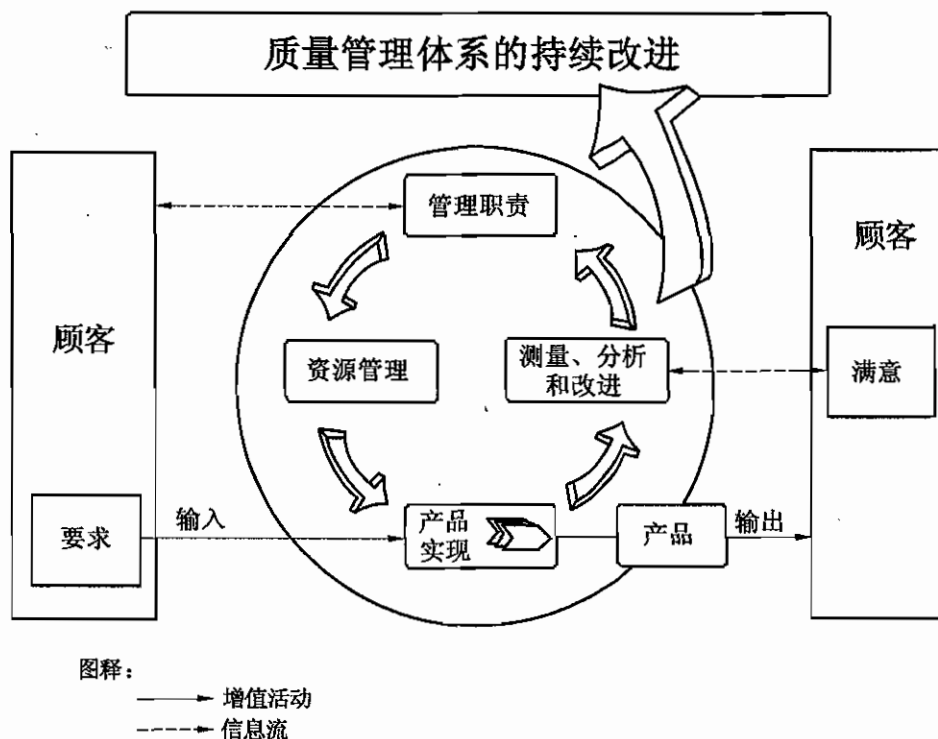 质量管理体系的持续改进
管理职责
顾客
顾客
资源管理
测量、分析
和改进
满意
要求
输入
产品
实现
产品
输出
图释：
增值活动
信息流